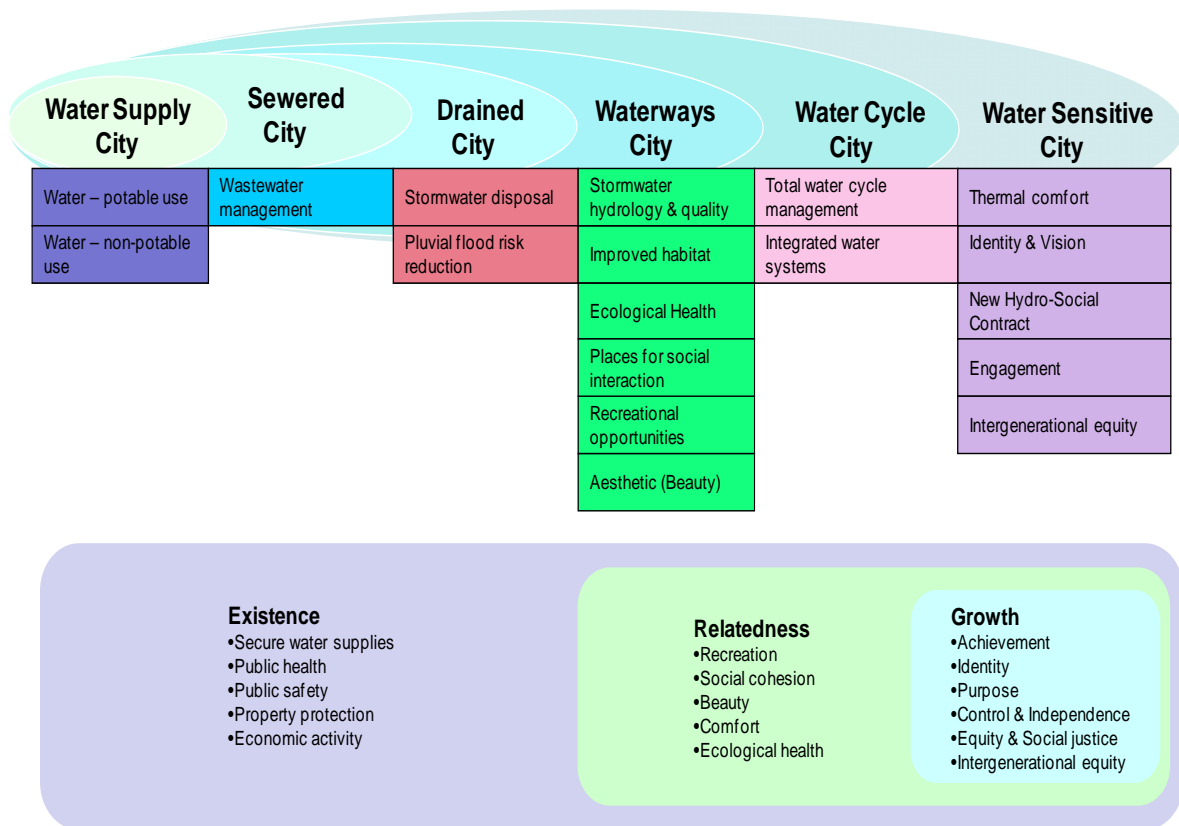 Water Supply
City
Sewered
City
Drained
City
Waterways
City
Water Cycle
City
Water Sensitive
City
Water – potable use
Water – non-potable
use
Wastewater
management
Stormwater disposal
Pluvial flood risk
reduction
Stormwater
hydrology & quality
Improved habitat
Ecological Health
Places for social
interaction
Recreational
opportunities
Aesthetic (Beauty)
Total water cycle
management
Integrated water
systems
Thermal comfort
Identity & Vision
New Hydro-Social
Contract
Engagement
Intergenerational equity
Existence
•Secure water supplies
•Public health
•Public safety
•Property protection
•Economic activity
Relatedness
•Recreation
•Social cohesion
•Beauty
•Comfort
•Ecological health
Growth
•Achievement
•Identity
•Purpose
•Control & Independence
•Equity & Social justice
•Intergenerational equity